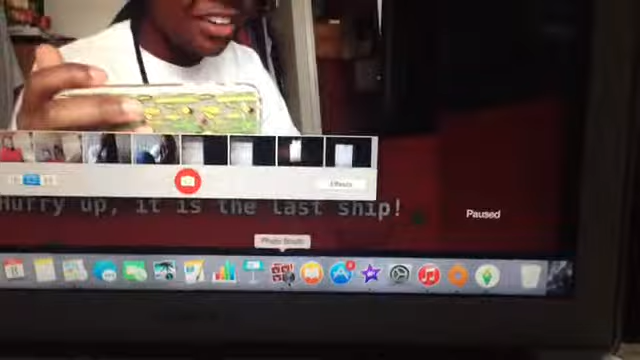 Effects
Hurry up, it is the last ship!
Paused
Photo Booth